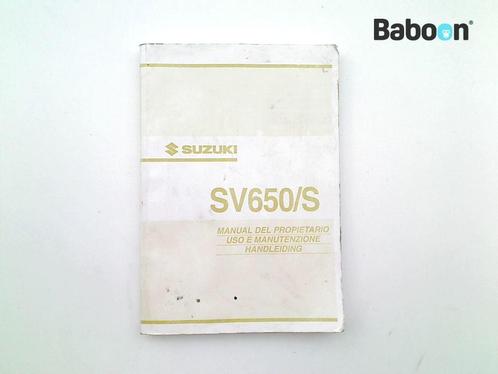 Baboon
SUZUKI
SV650/S
MANUAL DEL PROPIETARIO
USO E MANUTENZIONE
HANDLEIDING